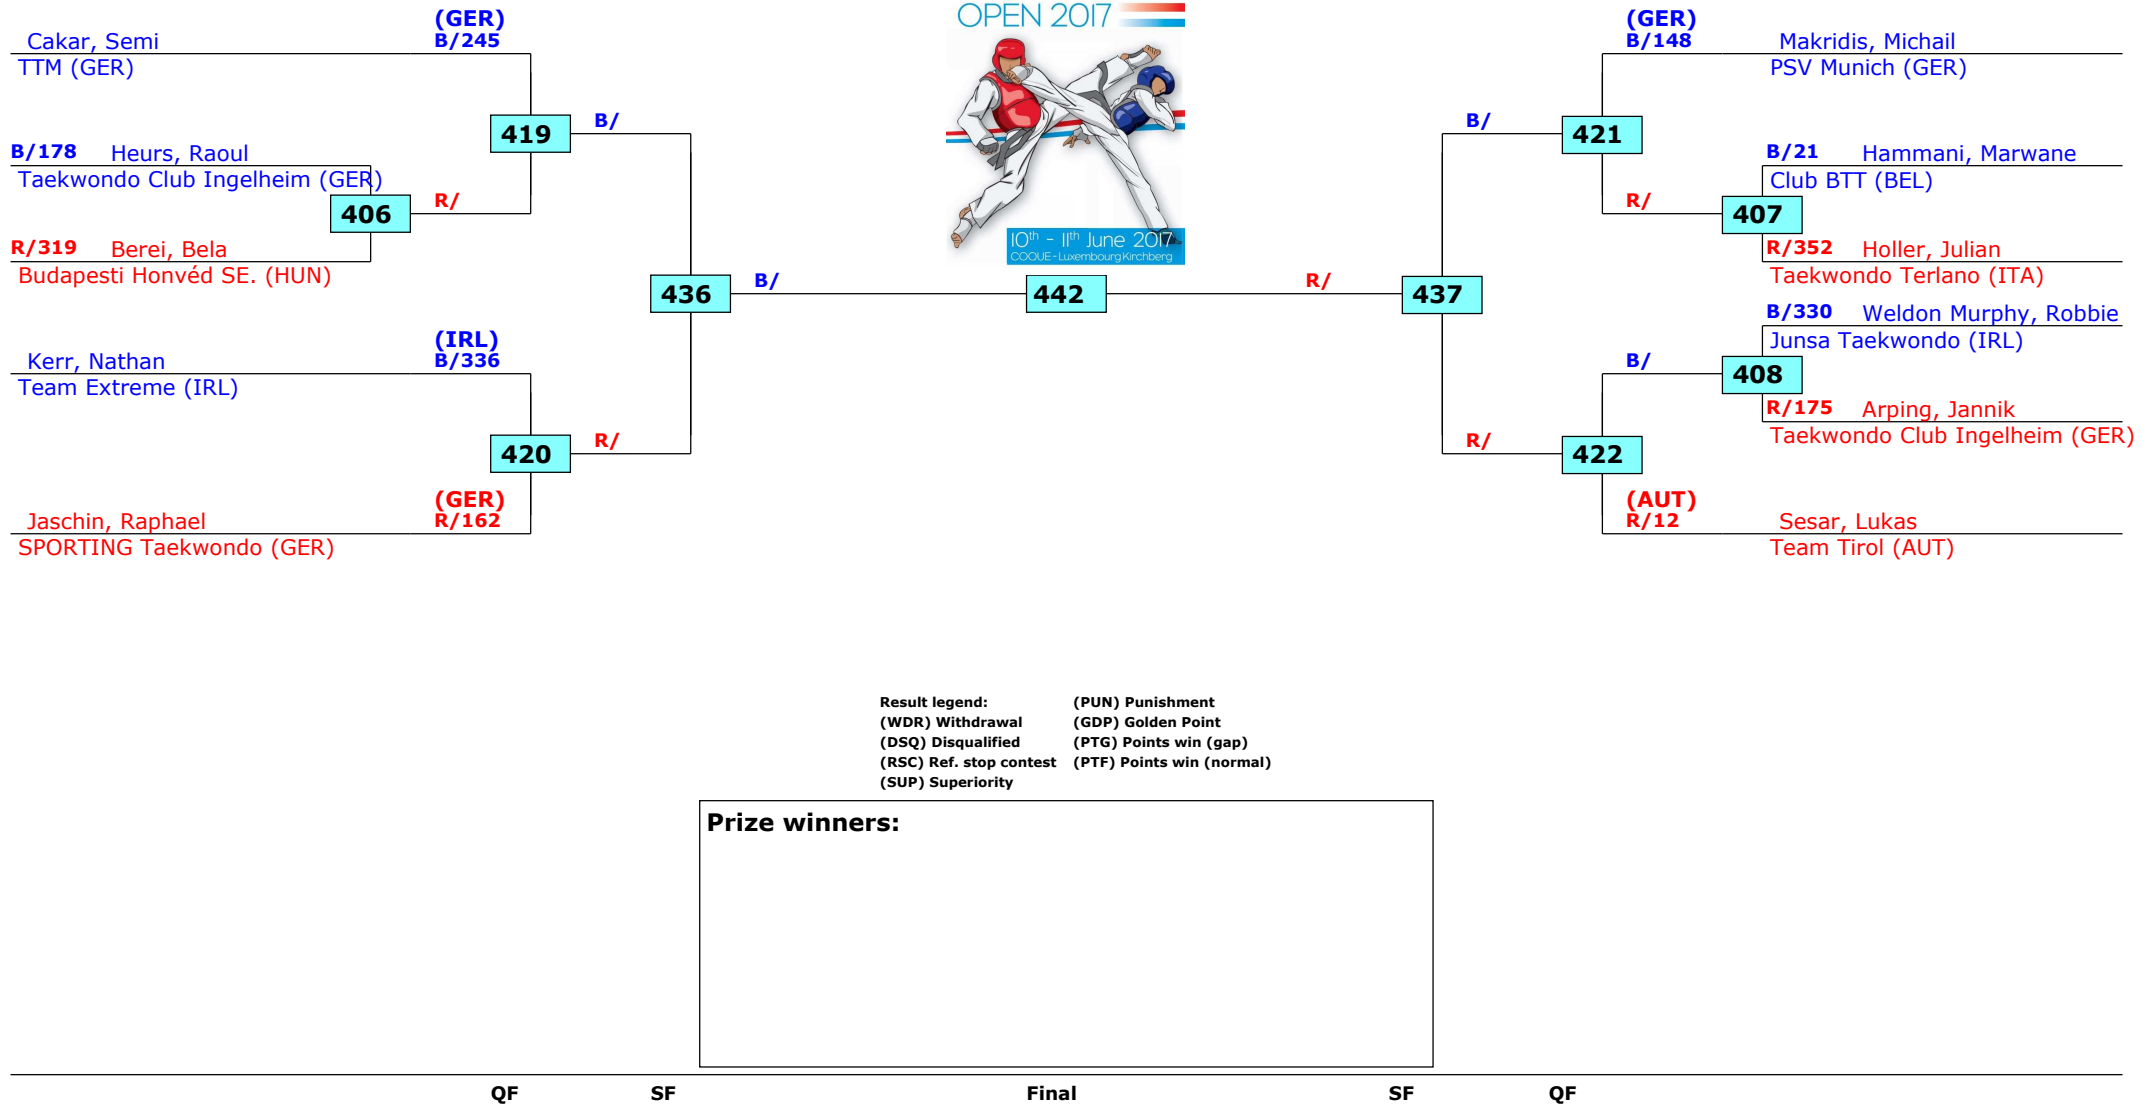 OPEN 2017
10th - 11th June 2017
COQUE - Luxembourg Kirchberg
(GER)
Cakar, Semi B/245
TTM (GER)
419
B/
B/178 Heurs, Raoul
Taekwondo Club Ingelheim (GER)
406
R/
R/319 Berei, Bela
Budapesti Honvéd SE. (HUN)
436
B/
442
(IRL)
Kerr, Nathan B/336
Team Extreme (IRL)
420
R/
(GER)
Jaschin, Raphael R/162
SPORTING Taekwondo (GER)
(GER)
B/148 Makridis, Michail
PSV Munich (GER)
B/
421
B/21 Hammani, Marwane
Club BTT (BEL)
R/
407
R/352 Holler, Julian
Taekwondo Terlano (ITA)
R/
437
B/330 Weldon Murphy, Robbie
Junsa Taekwondo (IRL)
B/
408
R/175 Arping, Jannik
Taekwondo Club Ingelheim (GER)
R/
422
(AUT)
R/12 Sesar, Lukas
Team Tirol (AUT)
Result legend: (PUN) Punishment
(WDR) Withdrawal (GDP) Golden Point
(DSQ) Disqualified (PTG) Points win (gap)
(RSC) Ref. stop contest (PTF) Points win (normal)
(SUP) Superiority
Prize winners:
QF SF Final SF QF